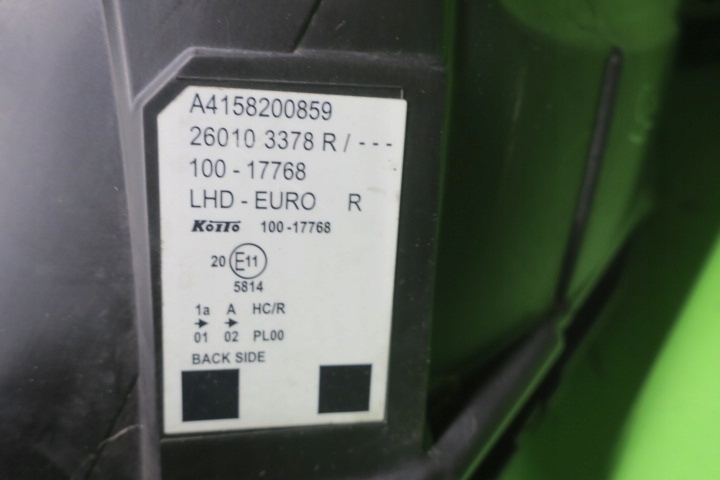 A4158200859
26010 3378 R / - - -
100 - 17768
LHD - EURO R
KOITO 100 -17768
20 E11
5814
1a A HC/R
01 02 PL00
BACK SIDE